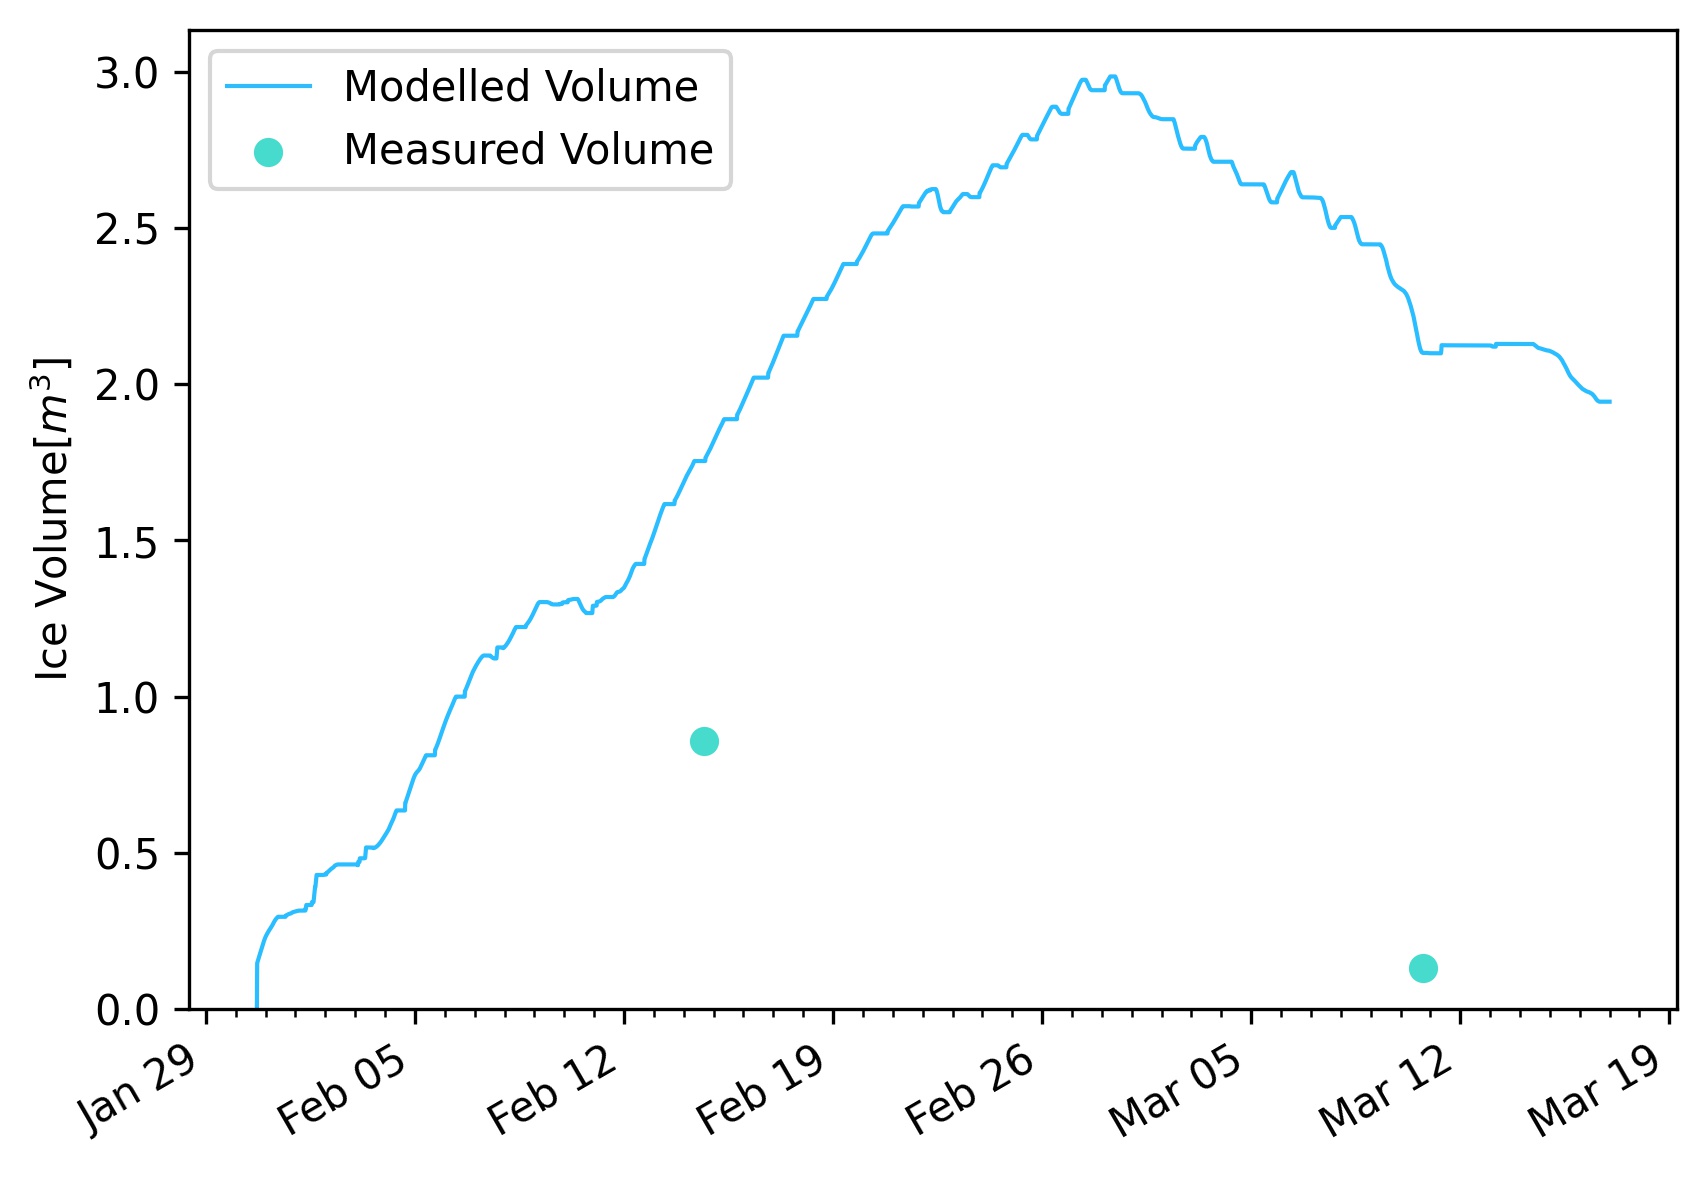 Modelled Volume
Measured Volume
3.0
2.5
2.0
1.5
1.0
0.5
0.0
Ice Volume[m³]
Jan 29
Feb 05
Feb 12
Feb 19
Feb 26
Mar 05
Mar 12
Mar 19